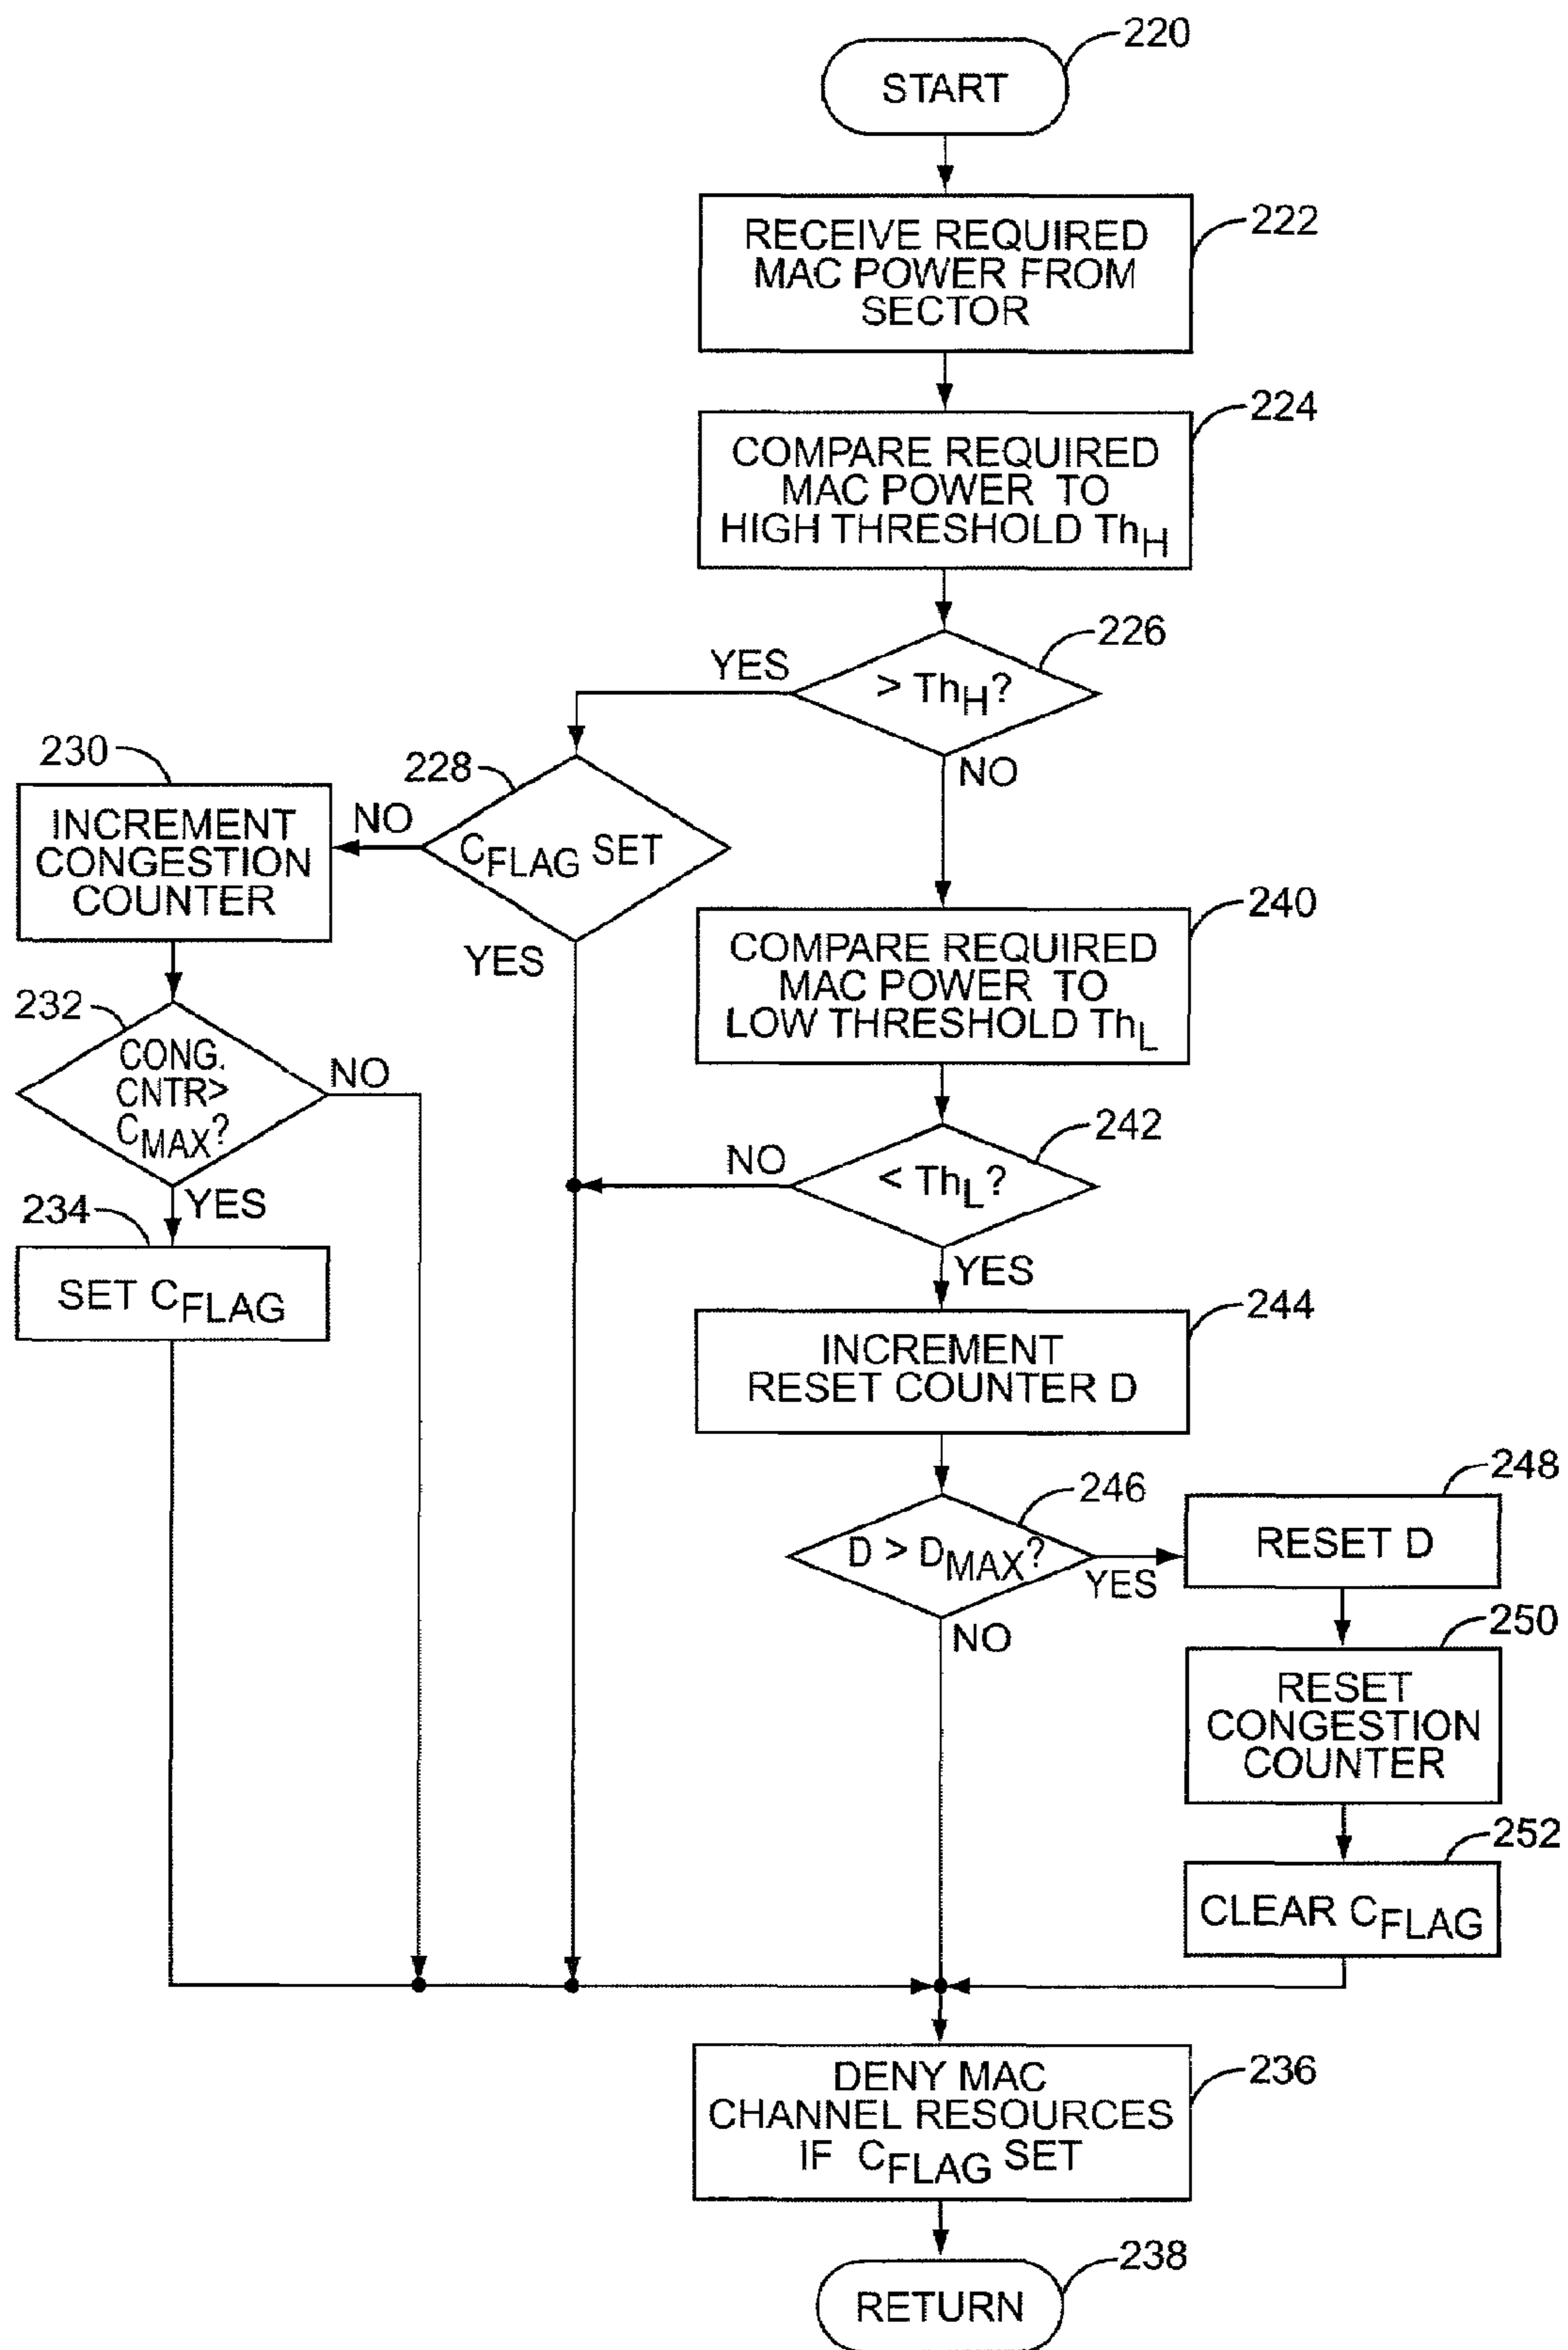 220
START
222
RECEIVE REQUIRED
MAC POWER FROM
SECTOR
224
COMPARE REQUIRED
MAC POWER TO
HIGH THRESHOLD ThH
226
> ThH?
YES
NO
228
CFLAG SET
NO
YES
230
INCREMENT
CONGESTION
COUNTER
232
CONG.
CNTR>
CMAX?
NO
YES
234
SET CFLAG
240
COMPARE REQUIRED
MAC POWER TO
LOW THRESHOLD ThL
242
< ThL?
NO
YES
244
INCREMENT
RESET COUNTER D
246
D > DMAX?
YES
NO
248
RESET D
250
RESET
CONGESTION
COUNTER
252
CLEAR CFLAG
236
DENY MAC
CHANNEL RESOURCES
IF CFLAG SET
238
RETURN